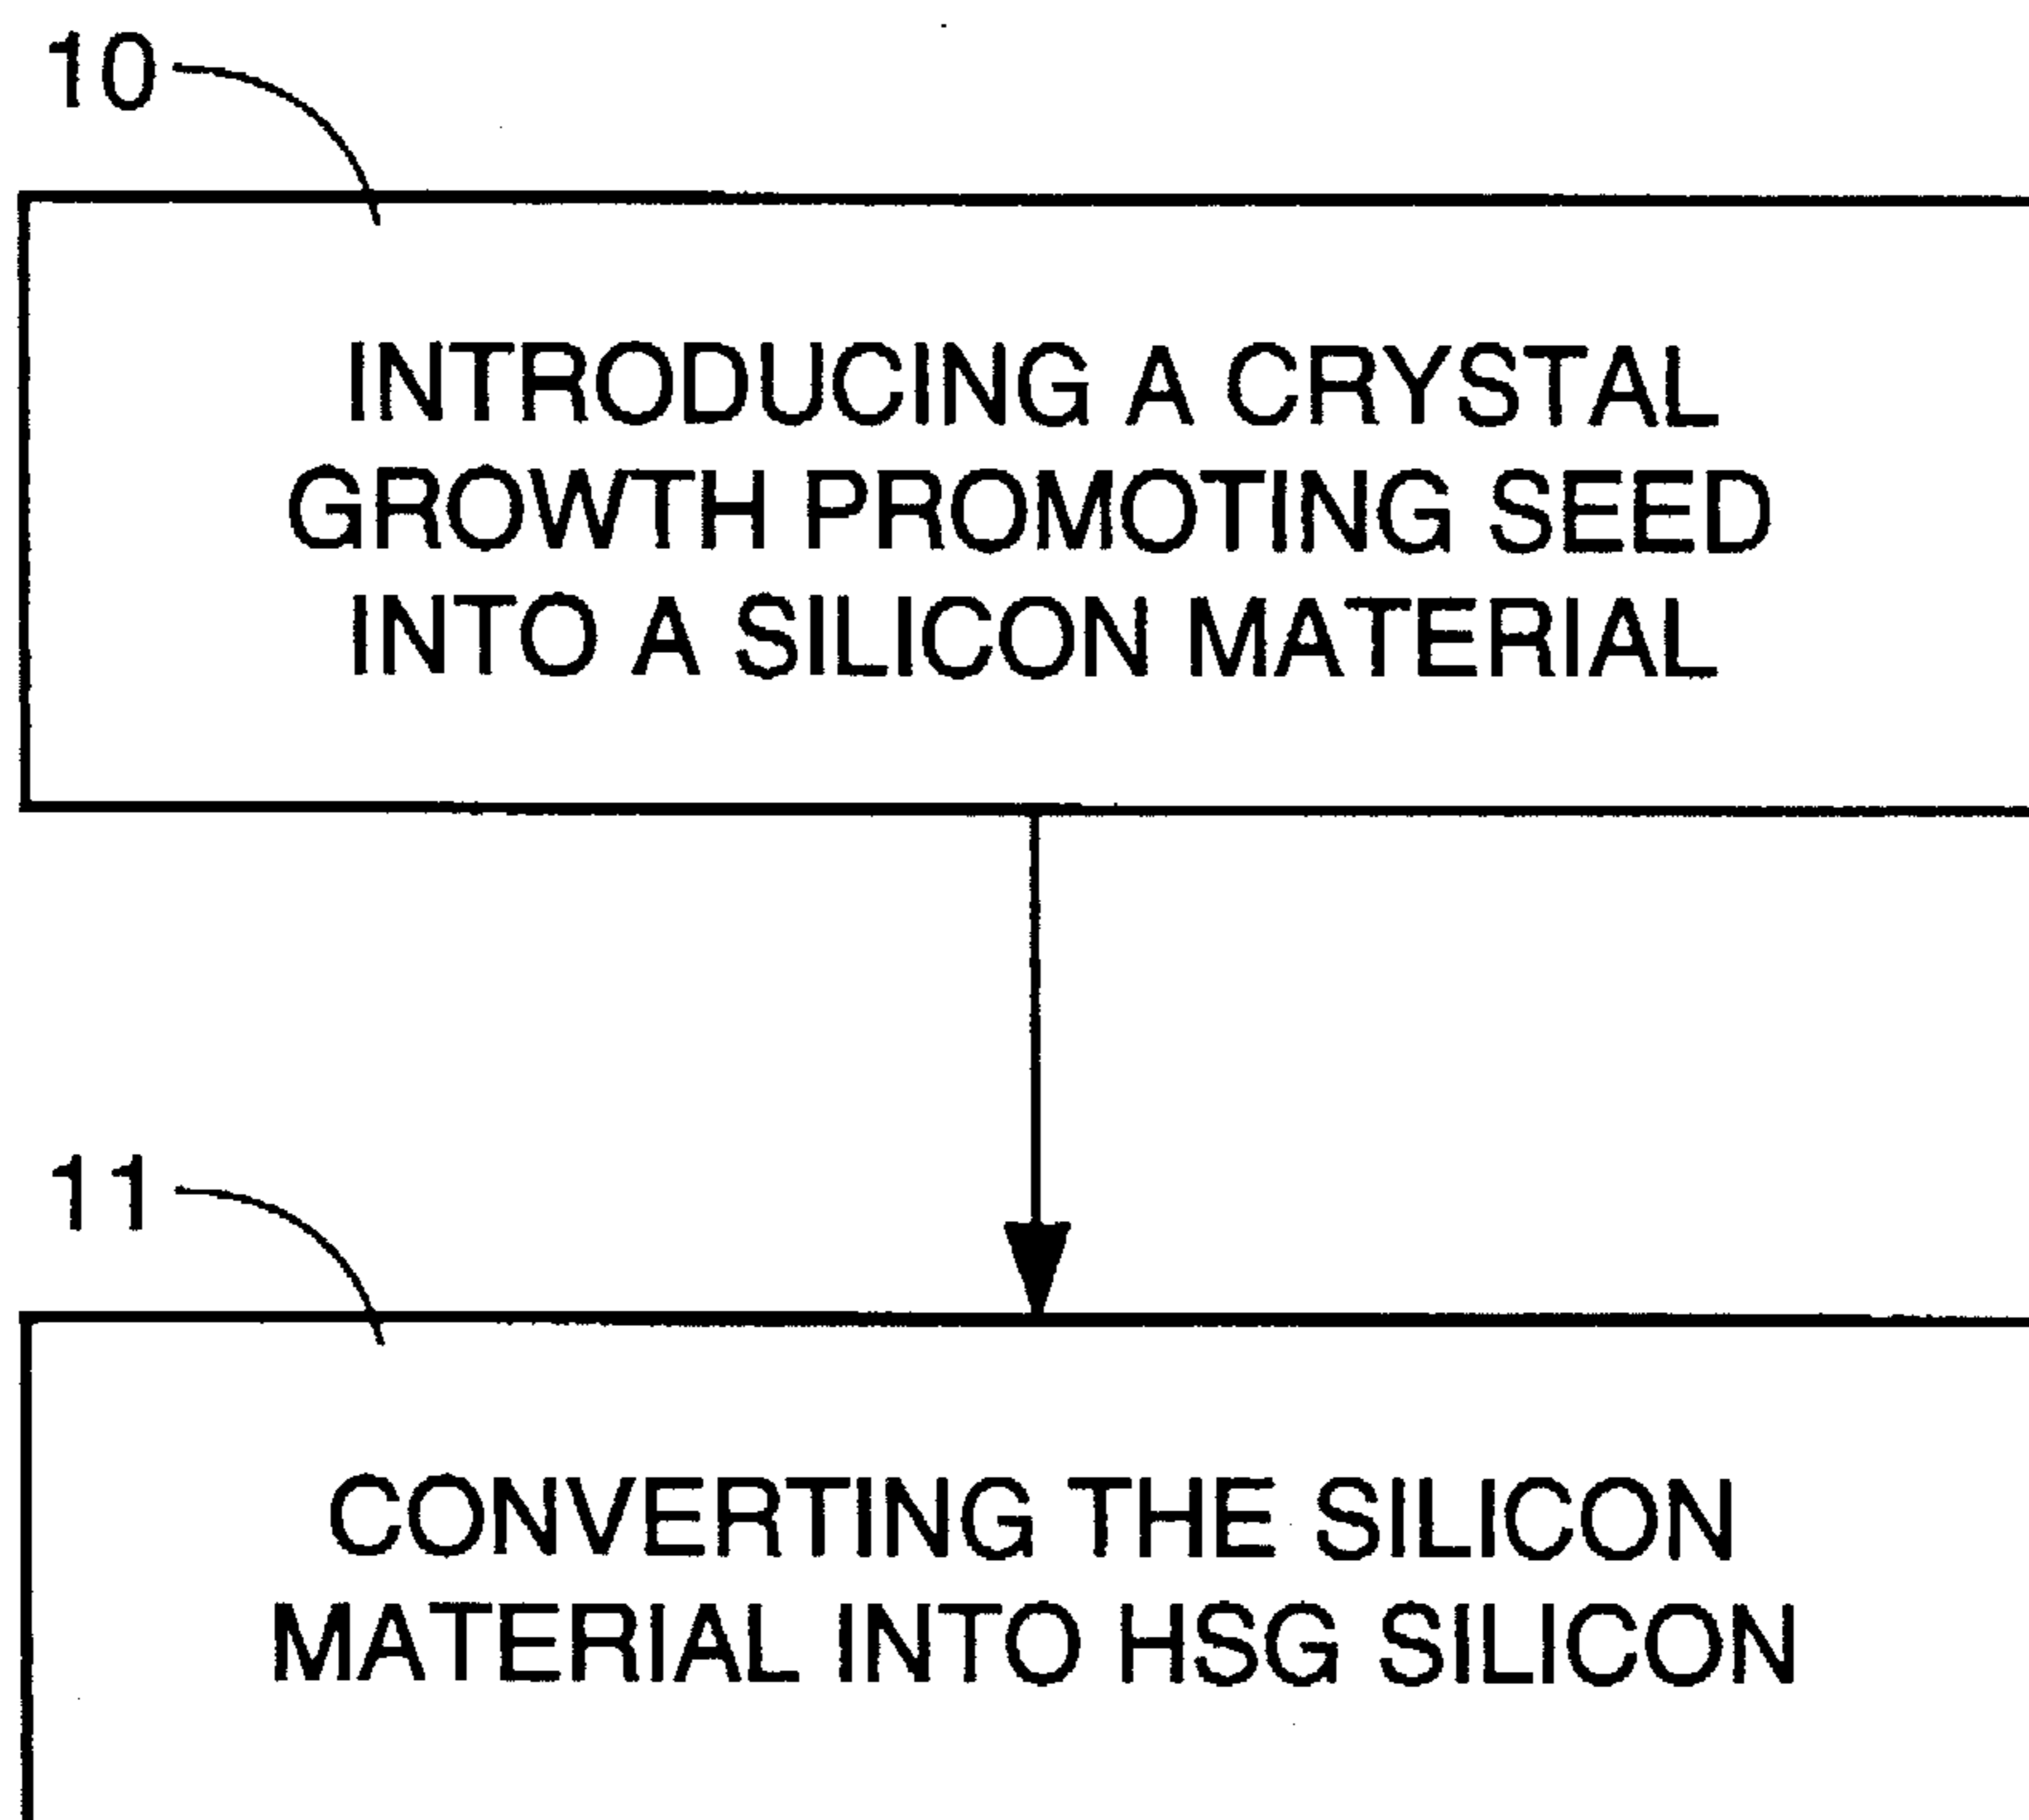 10
INTRODUCING A CRYSTAL
GROWTH PROMOTING SEED
INTO A SILICON MATERIAL
11
CONVERTING THE SILICON
MATERIAL INTO HSG SILICON